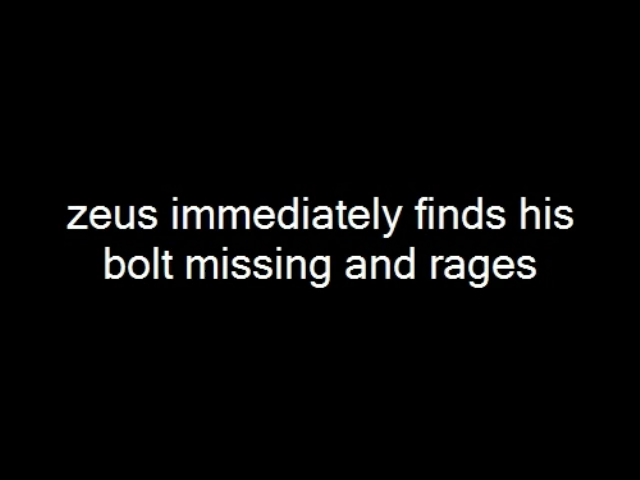 zeus immediately finds his
bolt missing and rages